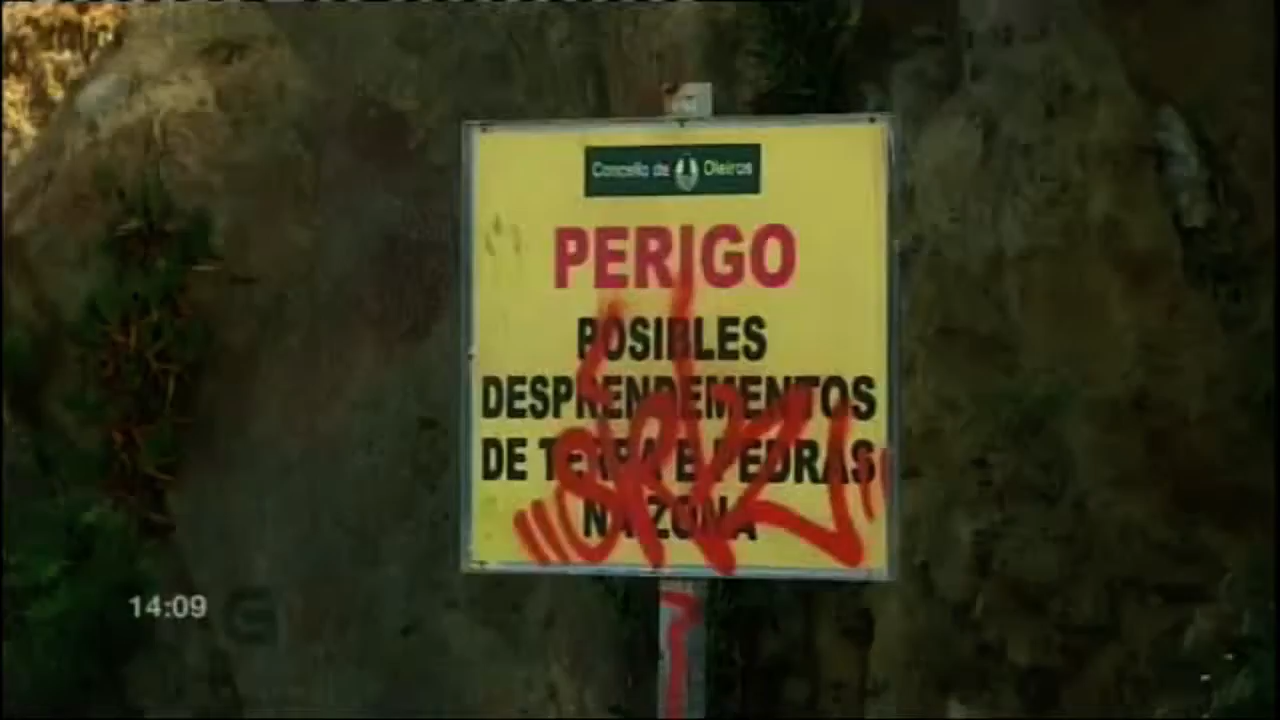 Concello de Oleiros
PERIGO
POSIBLES
DESPRENDEMENTOS
DE TERRA E PEDRAS
NA ZONA
14:09